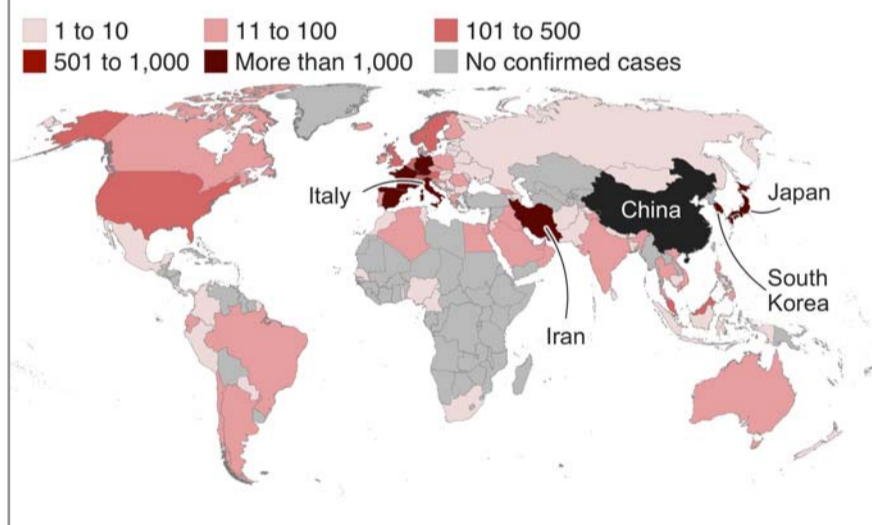 1 to 10 11 to 100 101 to 500
501 to 1,000 More than 1,000 No confirmed cases
Italy
China
Japan
South
Korea
Iran